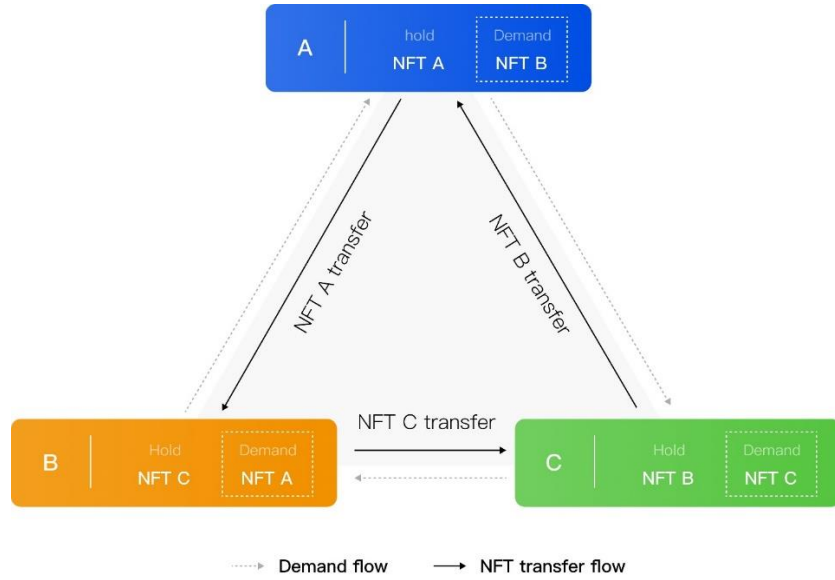 A
hold
NFT A
Demand
NFT B
NFT A transfer
NFT B transfer
NFT C transfer
B
Hold
NFT C
Demand
NFT A
C
Hold
NFT B
Demand
NFT C
Demand flow
NFT transfer flow